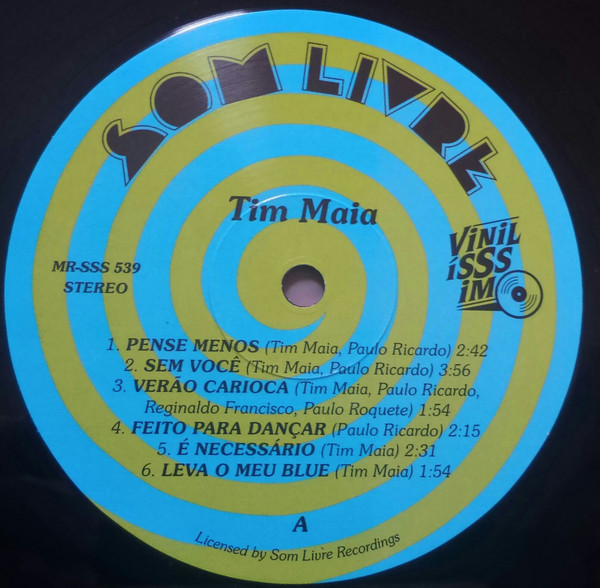 SOM LIVRE
Tim Maia
MR-SSS 539
STEREO
ViNiL
íSSS
iMO
1. PENSE MENOS (Tim Maia, Paulo Ricardo) 2:42
2. SEM VOCÊ (Tim Maia, Paulo Ricardo) 3:56
3. VERÃO CARIOCA (Tim Maia, Paulo Ricardo,
Reginaldo Francisco, Paulo Roquete) 1:54
4. FEITO PARA DANÇAR (Paulo Ricardo) 2:15
5. É NECESSÁRIO (Tim Maia) 2:31
6. LEVA O MEU BLUE (Tim Maia) 1:54
A
Licensed by Som Livre Recordings